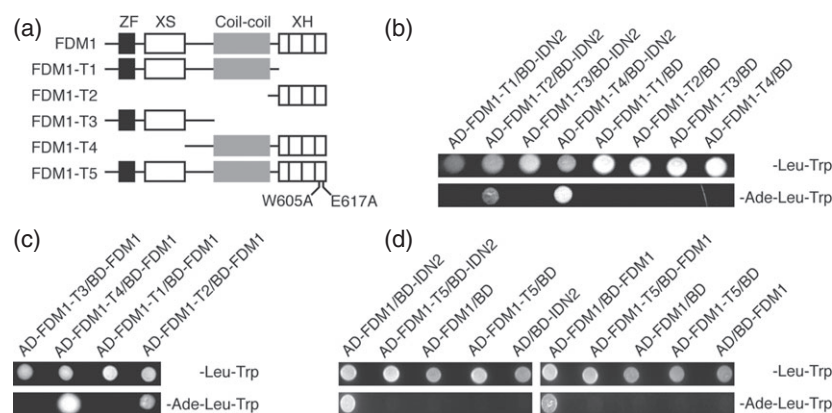 (a)
ZF XS Coil-coil XH
FDM1
FDM1-T1
FDM1-T2
FDM1-T3
FDM1-T4
FDM1-T5
W605A E617A
(b)
AD-FDM1-T1/BD-IDN2
AD-FDM1-T2/BD-IDN2
AD-FDM1-T3/BD-IDN2
AD-FDM1-T4/BD-IDN2
AD-FDM1-T1/BD
AD-FDM1-T2/BD
AD-FDM1-T3/BD
AD-FDM1-T4/BD
-Leu-Trp
-Ade-Leu-Trp
(c)
AD-FDM1-T3/BD-FDM1
AD-FDM1-T4/BD-FDM1
AD-FDM1-T1/BD-FDM1
AD-FDM1-T2/BD-FDM1
-Leu-Trp
-Ade-Leu-Trp
(d)
AD-FDM1/BD-IDN2
AD-FDM1-T5/BD-IDN2
AD-FDM1/BD
AD-FDM1-T5/BD
AD/BD-IDN2
AD-FDM1/BD-FDM1
AD-FDM1-T5/BD-FDM1
AD-FDM1/BD
AD-FDM1-T5/BD
AD/BD-FDM1
-Leu-Trp
-Ade-Leu-Trp